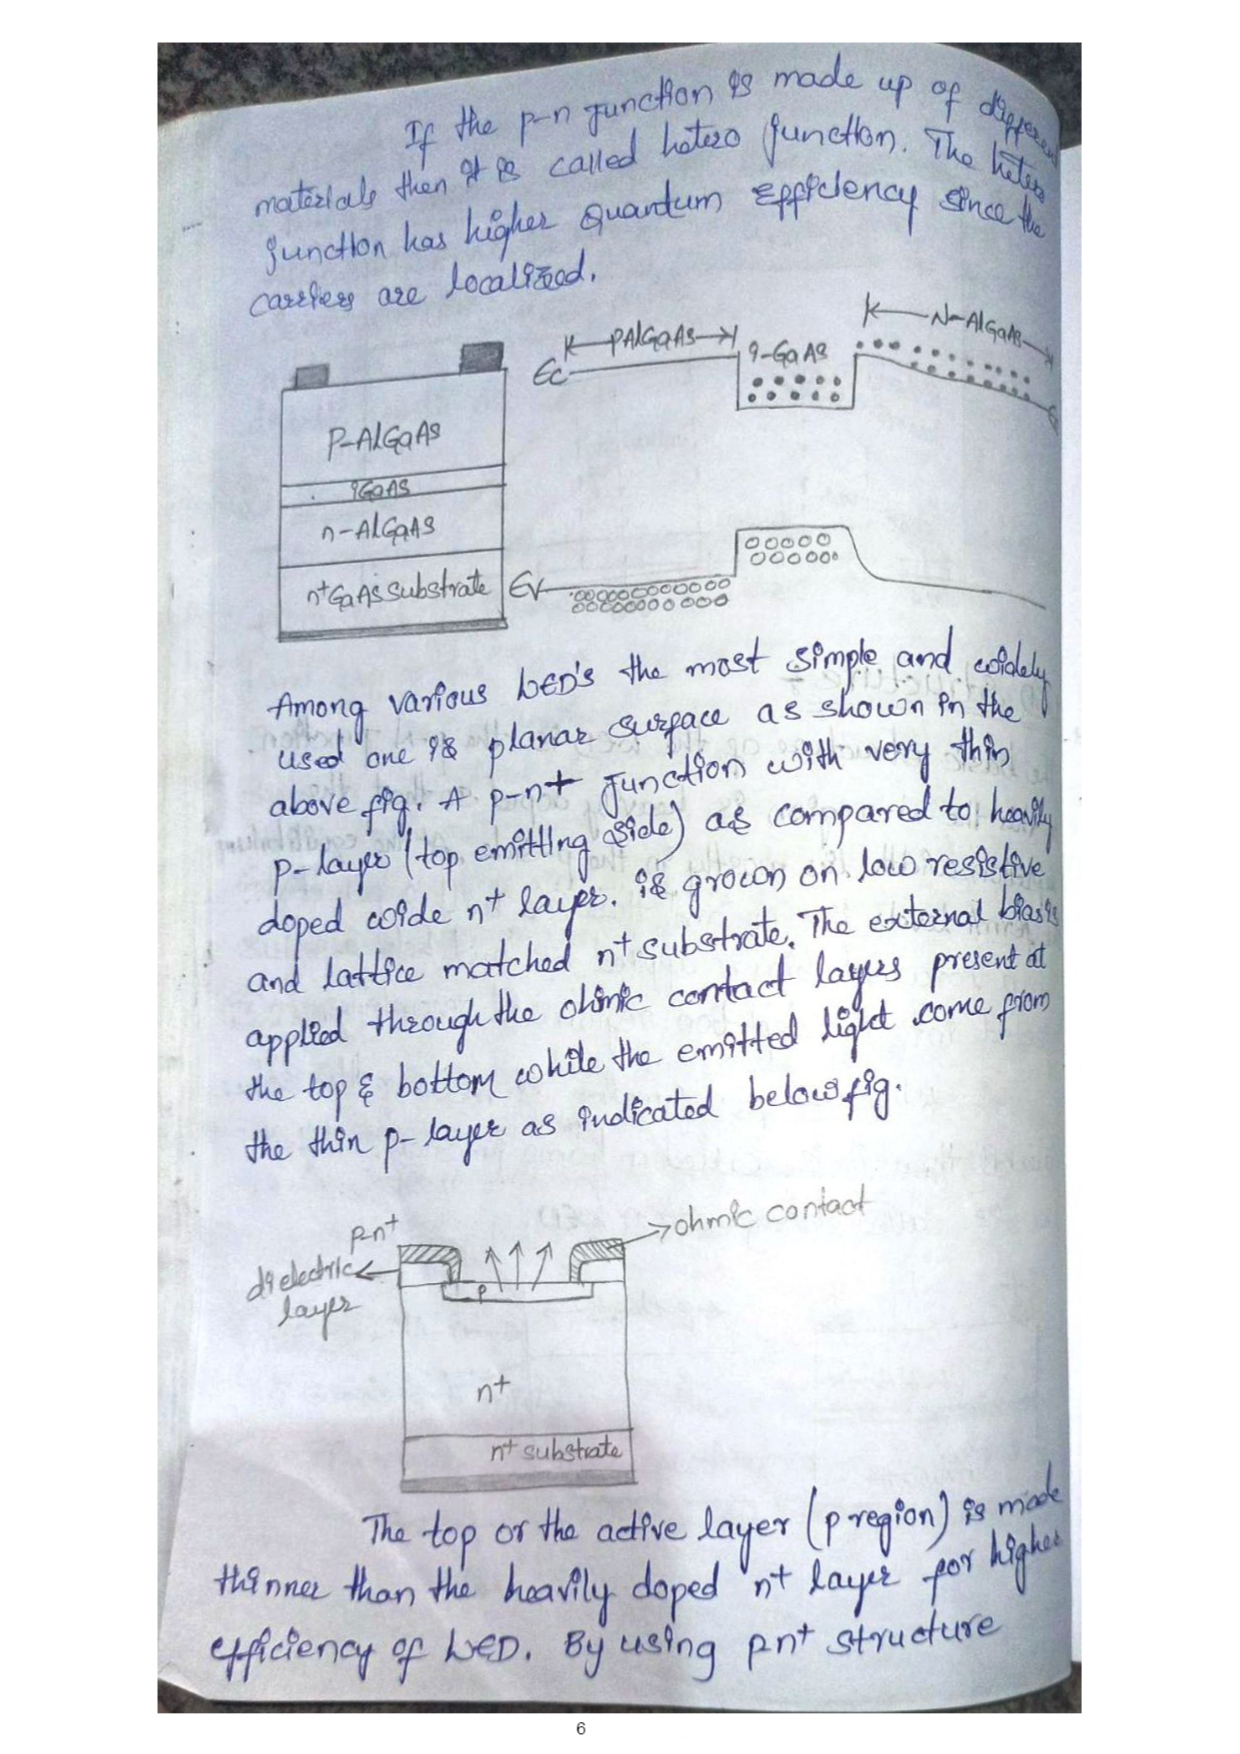 If the p-n junction is made up of different
materials then it is called hetero junction. The hetero
junction has higher Quantum Efficiency since the
carriers are localized.
PAlGaAs
N-AlGaAs
i-GaAs
Ec
P-AlGaAs
iGaAs
n-AlGaAs
n+GaAs substrate
Ev
Among various LED's the most simple and widely
used one is planar surface as shown in the
above fig. A p-n+ junction with very thin
p-layer (top emitting side) as compared to heavily
doped wide n+ layer. is grown on low resistive
and lattice matched n+ substrate. The external bias is
applied through the ohmic contact layers present at
the top & bottom while the emitted light come from
the thin p-layer as indicated below fig.
p-n+
ohmic contact
di electric
layer
p
n+
n+ substrate
The top or the active layer (p region) is made
thinner than the heavily doped n+ layer for higher
efficiency of LED. By using pn+ structure
6